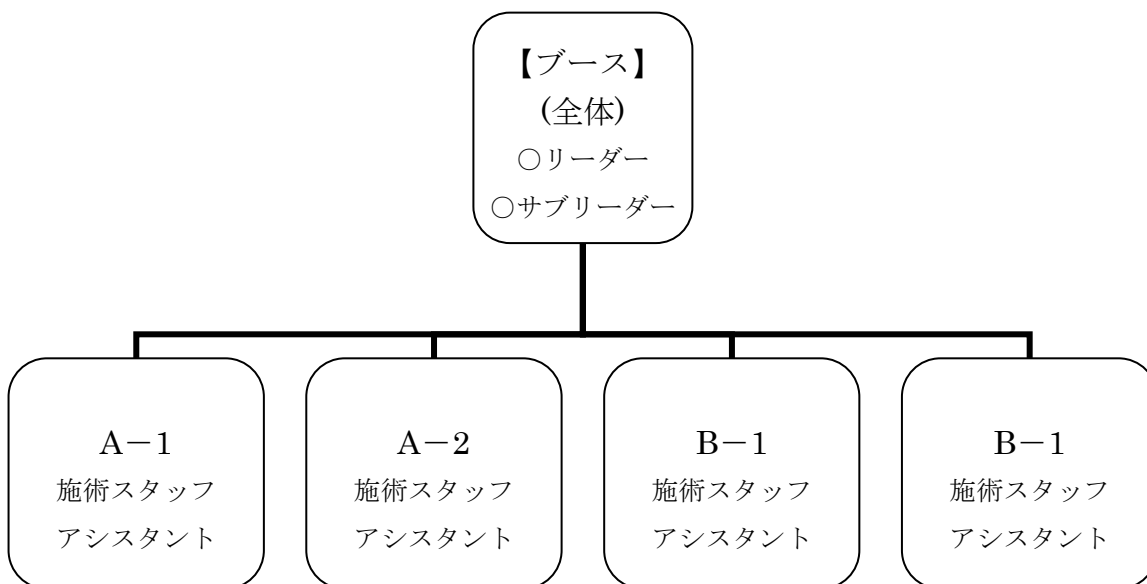 【ブース】
(全体)
○リーダー
○サブリーダー
A－1
施術スタッフ
アシスタント
A－2
施術スタッフ
アシスタント
B－1
施術スタッフ
アシスタント
B－1
施術スタッフ
アシスタント